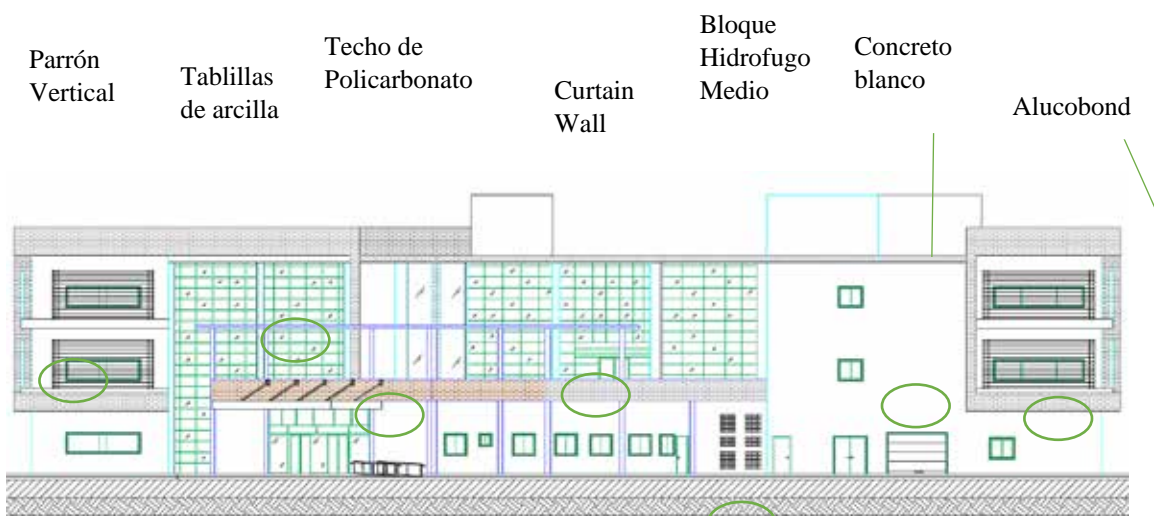 Parrón
Vertical
Tablillas
de arcilla
Techo de
Policarbonato
Curtain
Wall
Bloque
Hidrofugo
Medio
Concreto
blanco
Alucobond